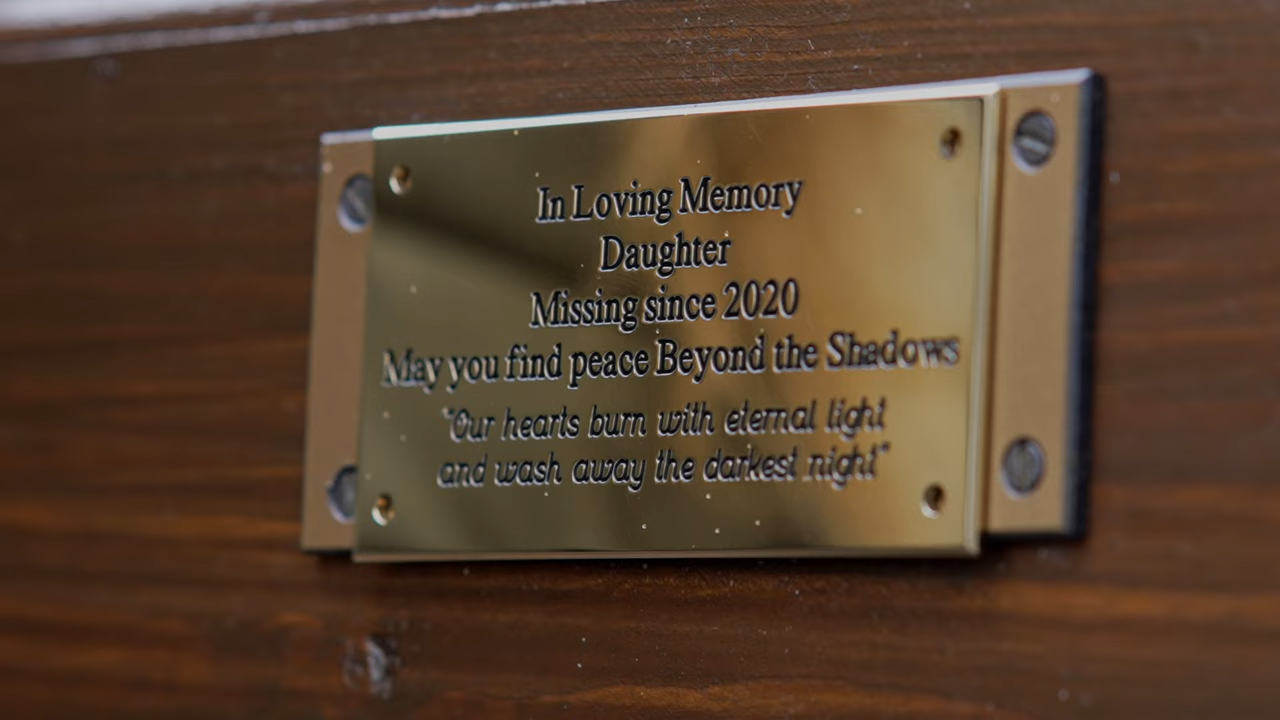 In Loving Memory
Daughter
Missing since 2020
May you find peace Beyond the Shadows
"Our hearts burn with eternal light
and wash away the darkest night"